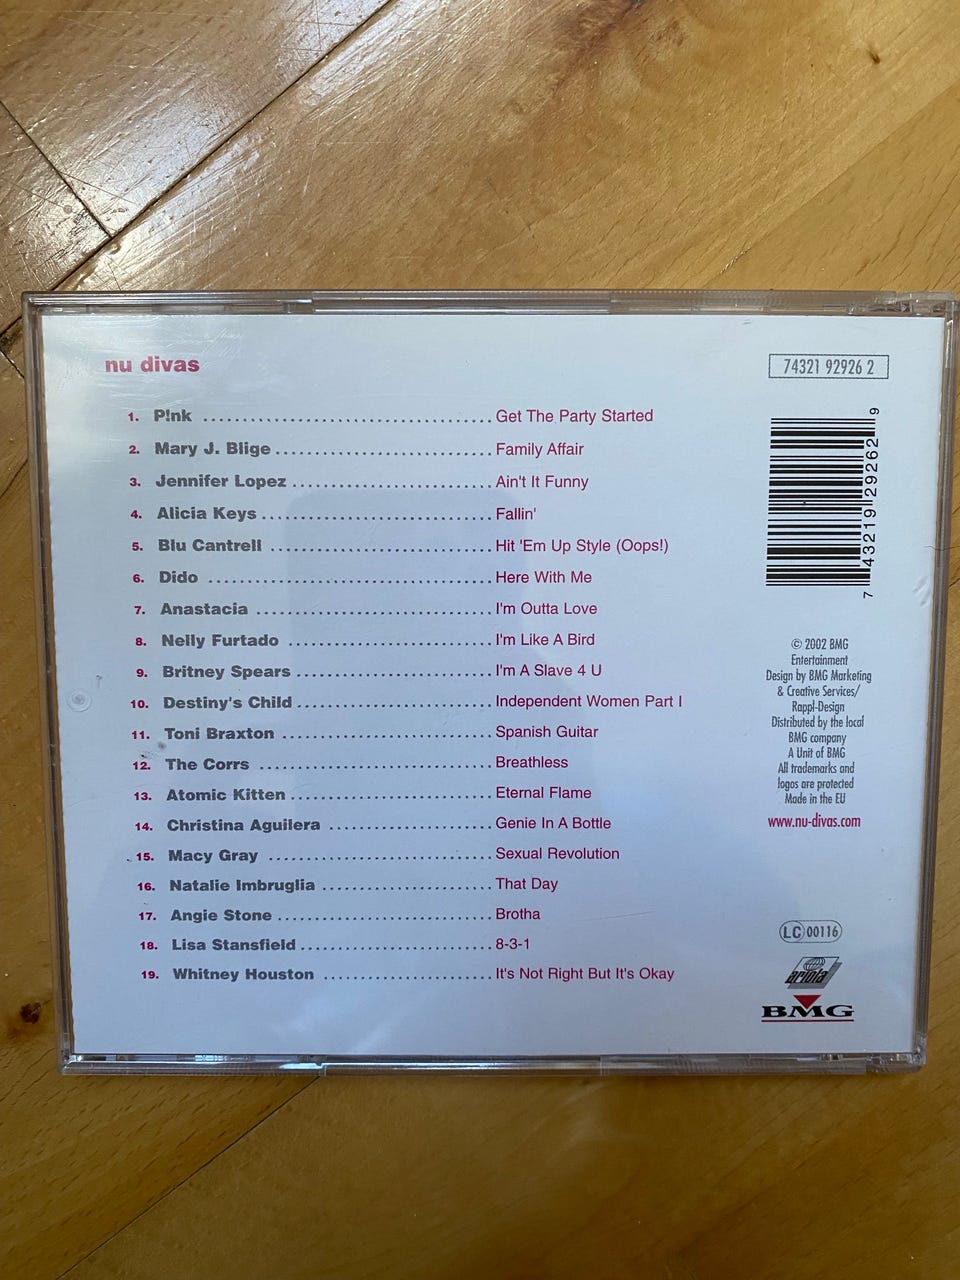 nu divas
1. P!nk ........ Get The Party Started
2. Mary J. Blige ........ Family Affair
3. Jennifer Lopez ........ Ain't It Funny
4. Alicia Keys ........ Fallin'
5. Blu Cantrell ........ Hit 'Em Up Style (Oops!)
6. Dido ........ Here With Me
7. Anastacia ........ I'm Outta Love
8. Nelly Furtado ........ I'm Like A Bird
9. Britney Spears ........ I'm A Slave 4 U
10. Destiny's Child ........ Independent Women Part I
11. Toni Braxton ........ Spanish Guitar
12. The Corrs ........ Breathless
13. Atomic Kitten ........ Eternal Flame
14. Christina Aguilera ........ Genie In A Bottle
15. Macy Gray ........ Sexual Revolution
16. Natalie Imbruglia ........ That Day
17. Angie Stone ........ Brotha
18. Lisa Stansfield ........ 8-3-1
19. Whitney Houston ........ It's Not Right But It's Okay
74321 92926 2
7 43219 29262 9
© 2002 BMG
Entertainment
Design by BMG Marketing
& Creative Services/
Rappl-Design
Distributed by the local
BMG company
A Unit of BMG
All trademarks and
logos are protected
Made in the EU
www.nu-divas.com
LC 00116
ariola
BMG